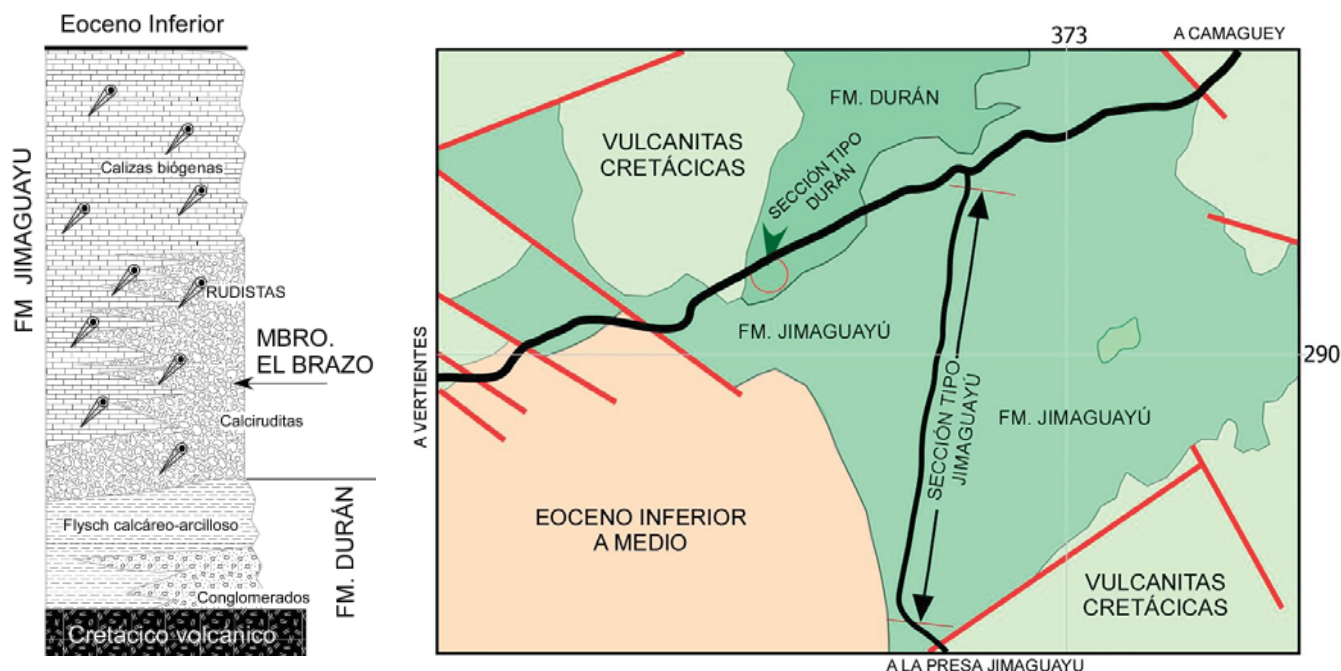 Eoceno Inferior
FM JIMAGUAYU
Calizas biógenas
RUDISTAS
MBRO.
EL BRAZO
Calciruditas
Flysch calcáreo-arcilloso
FM. DURÁN
Conglomerados
Cretácico volcánico
373
A CAMAGUEY
FM. DURÁN
VULCANITAS
CRETÁCICAS
SECCIÓN TIPO
DURÁN
FM. JIMAGUAYÚ
290
A VERTIENTES
SECCIÓN TIPO
JIMAGUAYÚ
FM. JIMAGUAYÚ
EOCENO INFERIOR
A MEDIO
VULCANITAS
CRETÁCICAS
A LA PRESA JIMAGUAYU